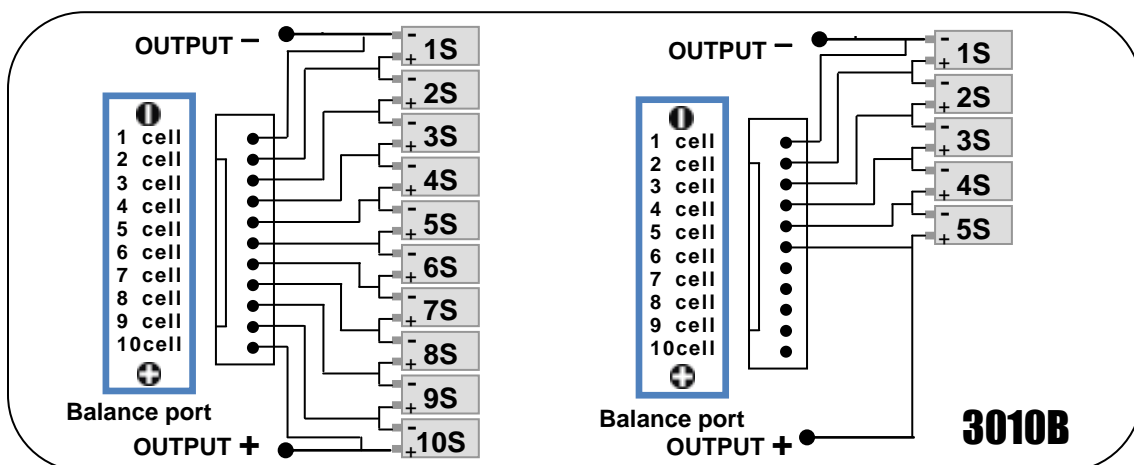 OUTPUT −
- 1S
+
- 2S
+
- 3S
+
- 4S
+
- 5S
+
- 6S
+
- 7S
+
- 8S
+
- 9S
+
- 10S
+
1 cell
2 cell
3 cell
4 cell
5 cell
6 cell
7 cell
8 cell
9 cell
10cell
Balance port
OUTPUT +
OUTPUT −
- 1S
+
- 2S
+
- 3S
+
- 4S
+
- 5S
+
1 cell
2 cell
3 cell
4 cell
5 cell
6 cell
7 cell
8 cell
9 cell
10cell
Balance port
OUTPUT +
3010B